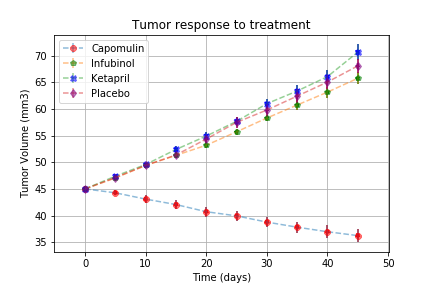 Tumor response to treatment
Tumor Volume (mm3)
70
65
60
55
50
45
40
35
Capomulin
Infubinol
Ketapril
Placebo
0 10 20 30 40 50
Time (days)